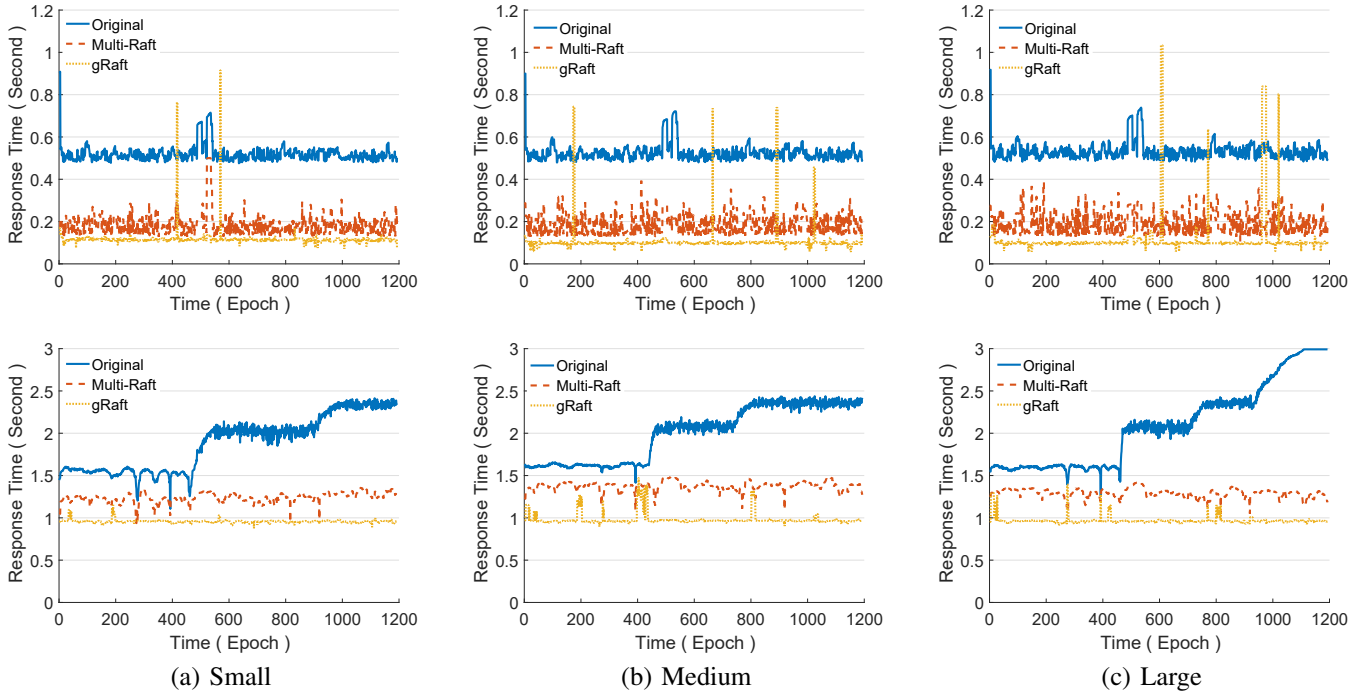 Response Time ( Second )
1.2
1
0.8
0.6
0.4
0.2
0
Original
Multi-Raft
gRaft
0 200 400 600 800 1000 1200
Time ( Epoch )
Response Time ( Second )
1.2
1
0.8
0.6
0.4
0.2
0
Original
Multi-Raft
gRaft
0 200 400 600 800 1000 1200
Time ( Epoch )
Response Time ( Second )
1.2
1
0.8
0.6
0.4
0.2
0
Original
Multi-Raft
gRaft
0 200 400 600 800 1000 1200
Time ( Epoch )
Response Time ( Second )
3
2.5
2
1.5
1
0.5
0
Original
Multi-Raft
gRaft
0 200 400 600 800 1000 1200
Time ( Epoch )
(a) Small
Response Time ( Second )
3
2.5
2
1.5
1
0.5
0
Original
Multi-Raft
gRaft
0 200 400 600 800 1000 1200
Time ( Epoch )
(b) Medium
Response Time ( Second )
3
2.5
2
1.5
1
0.5
0
Original
Multi-Raft
gRaft
0 200 400 600 800 1000 1200
Time ( Epoch )
(c) Large